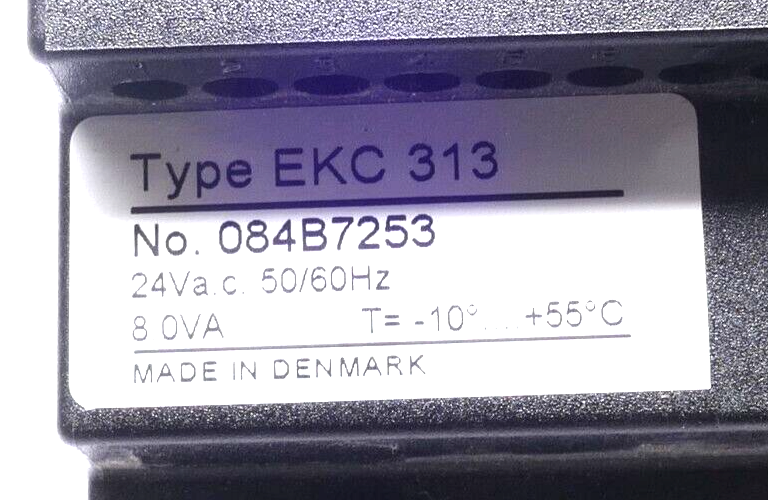 Type EKC 313
No. 084B7253
24Va.c. 50/60Hz
8.0VA T= -10°....+55°C
MADE IN DENMARK